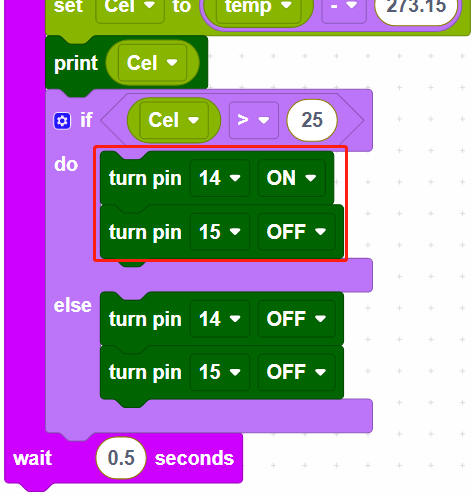 set Cel to temp - 273.15
print Cel
if Cel > 25
do
turn pin 14 ON
turn pin 15 OFF
else
turn pin 14 OFF
turn pin 15 OFF
wait 0.5 seconds